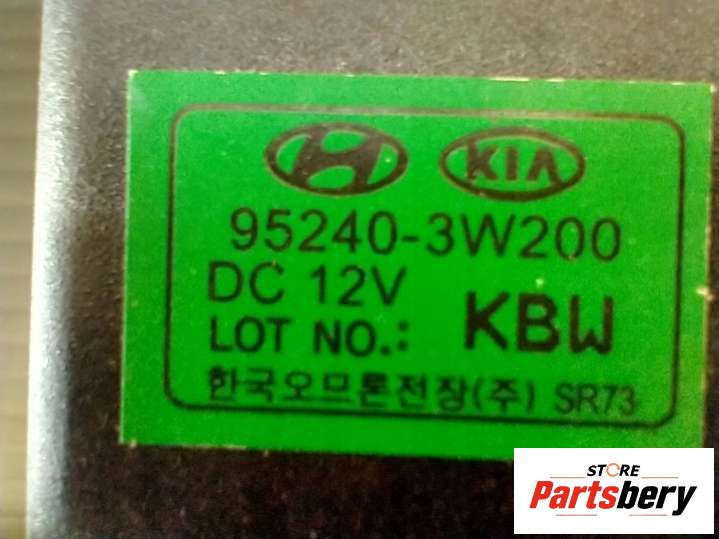 KIA
95240-3W200
DC 12V
LOT NO.: KBW
한국오므론전장(주) SR73
STORE
Partsbery